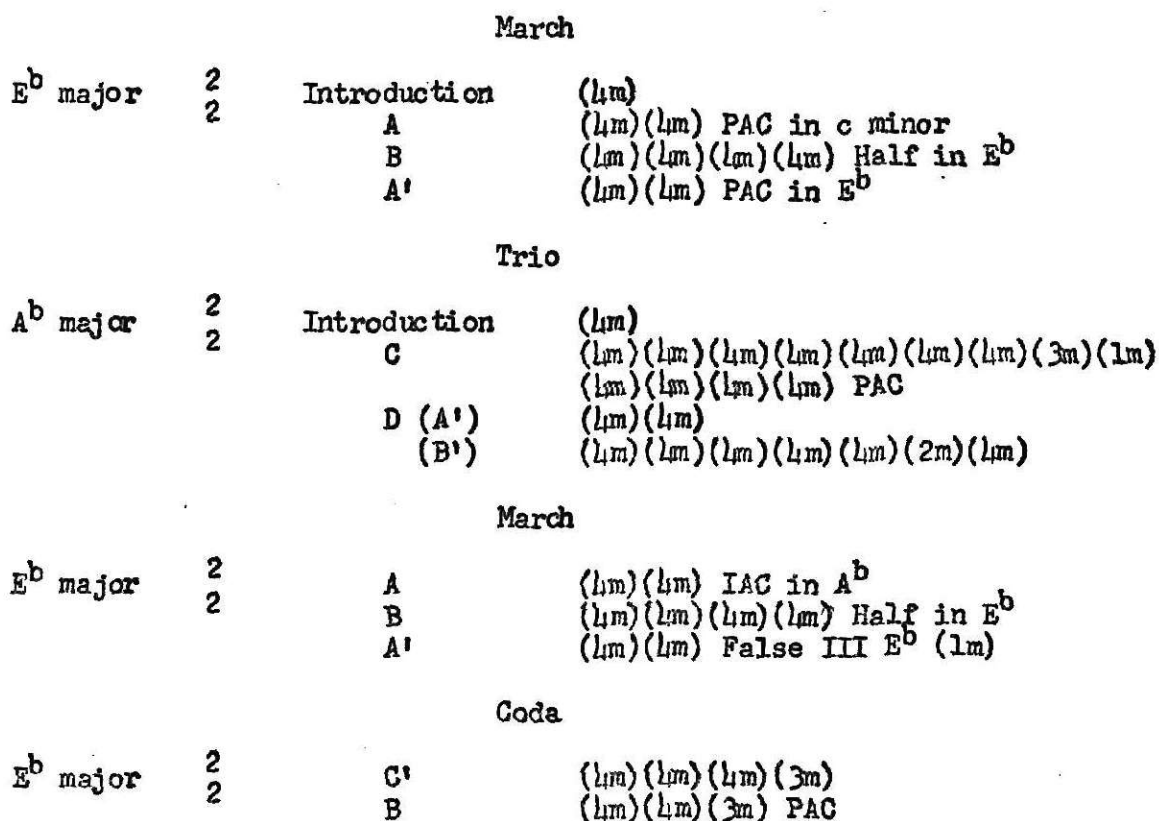 March
E♭ major 2/2 Introduction (4m)
A (4m)(4m) PAC in c minor
B (4m)(4m)(4m)(4m) Half in E♭
A' (4m)(4m) PAC in E♭
Trio
A♭ major 2/2 Introduction (4m)
C (4m)(4m)(4m)(4m)(4m)(4m)(4m)(3m)(1m)
(4m)(4m)(4m)(4m) PAC
D (A') (4m)(4m)
(B') (4m)(4m)(4m)(4m)(4m)(2m)(4m)
March
E♭ major 2/2 A (4m)(4m) IAC in A♭
B (4m)(4m)(4m)(4m) Half in E♭
A' (4m)(4m) False III E♭ (1m)
Coda
E♭ major 2/2 C' (4m)(4m)(4m)(3m)
B (4m)(4m)(3m) PAC